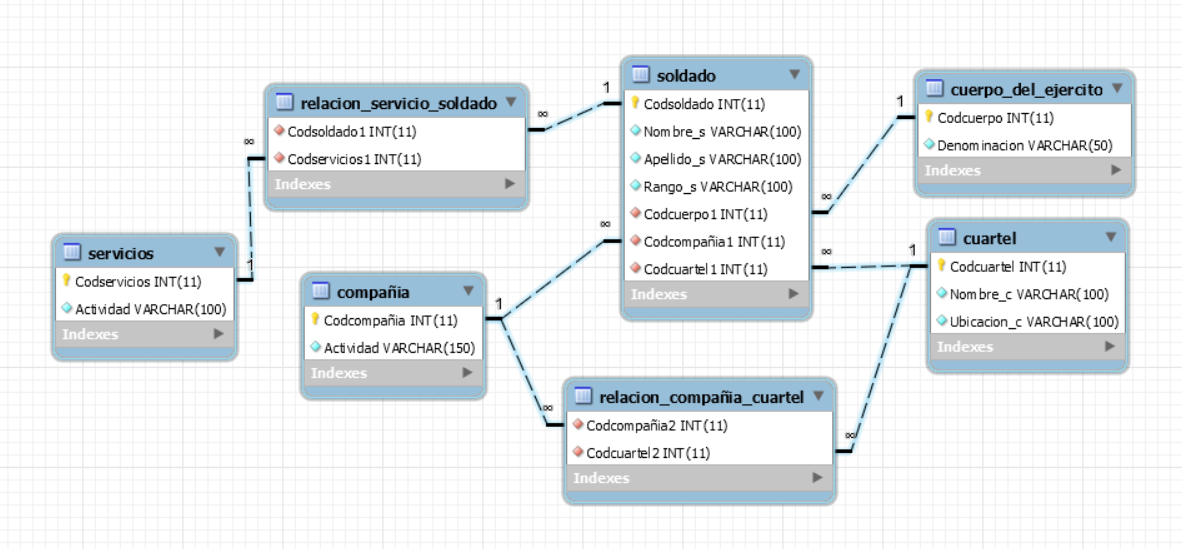 relacion_servicio_soldado
Codsoldado1 INT(11)
Codservicios1 INT(11)
Indexes
∞
∞
servicios
Codservicios INT(11)
Actividad VARCHAR(100)
Indexes
1
compañia
Codcompañia INT(11)
Actividad VARCHAR(150)
Indexes
1
soldado
Codsoldado INT(11)
Nombre_s VARCHAR(100)
Apellido_s VARCHAR(100)
Rango_s VARCHAR(100)
Codcuerpo1 INT(11)
Codcompañia1 INT(11)
Codcuartel1 INT(11)
Indexes
1
∞
∞
∞
relacion_compañia_cuartel
Codcompañia2 INT(11)
Codcuartel2 INT(11)
Indexes
∞
∞
cuerpo_del_ejercito
Codcuerpo INT(11)
Denominacion VARCHAR(50)
Indexes
1
cuartel
Codcuartel INT(11)
Nombre_c VARCHAR(100)
Ubicacion_c VARCHAR(100)
Indexes
1